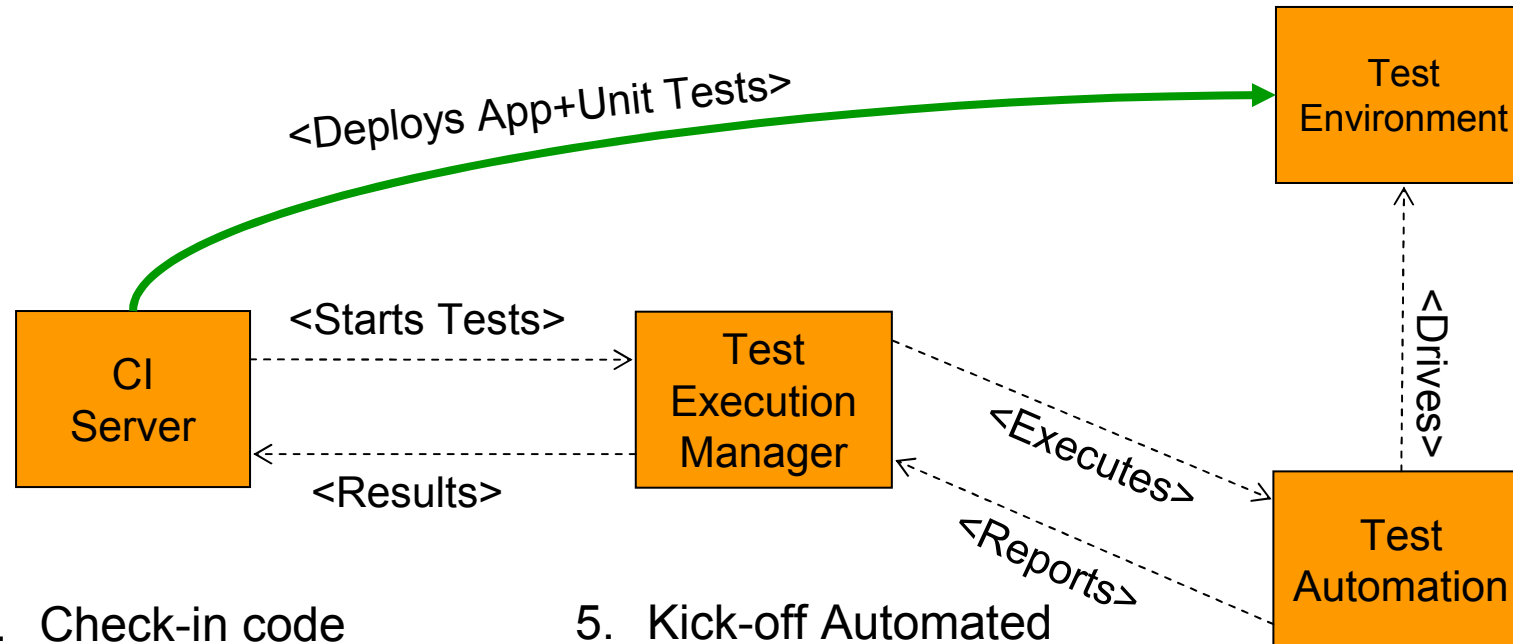 <Deploys App+Unit Tests>
Test
Environment
<Starts Tests>
<Drives>
CI
Server
Test
Execution
Manager
<Executes>
<Results>
<Reports>
Test
Automation
. Check-in code
5. Kick-off Automated